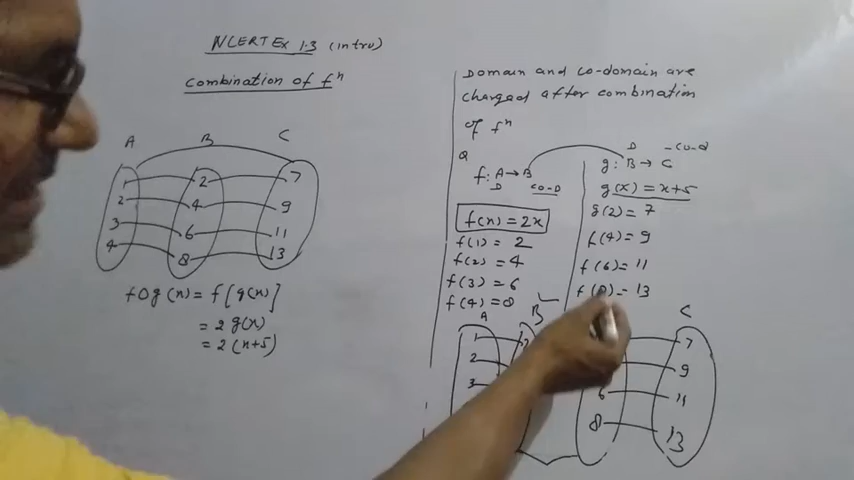 NCERT Ex 1.3 (intro)
combination of fⁿ
A B C
1 2 7
2 4 9
3 6 11
4 8 13
fog(x) = f[g(x)]
= 2 g(x)
= 2(x+5)
Domain and co-domain are
charged after combination
of fⁿ
Q
f: A → B
D co-D
f(x) = 2x
f(1) = 2
f(2) = 4
f(3) = 6
f(4) = 8
D - co-d
g: B → C
g(x) = x+5
g(2) = 7
f(4) = 9
f(6) = 11
f(8) = 13
A B C
1 7
2 9
3 6 11
8 13